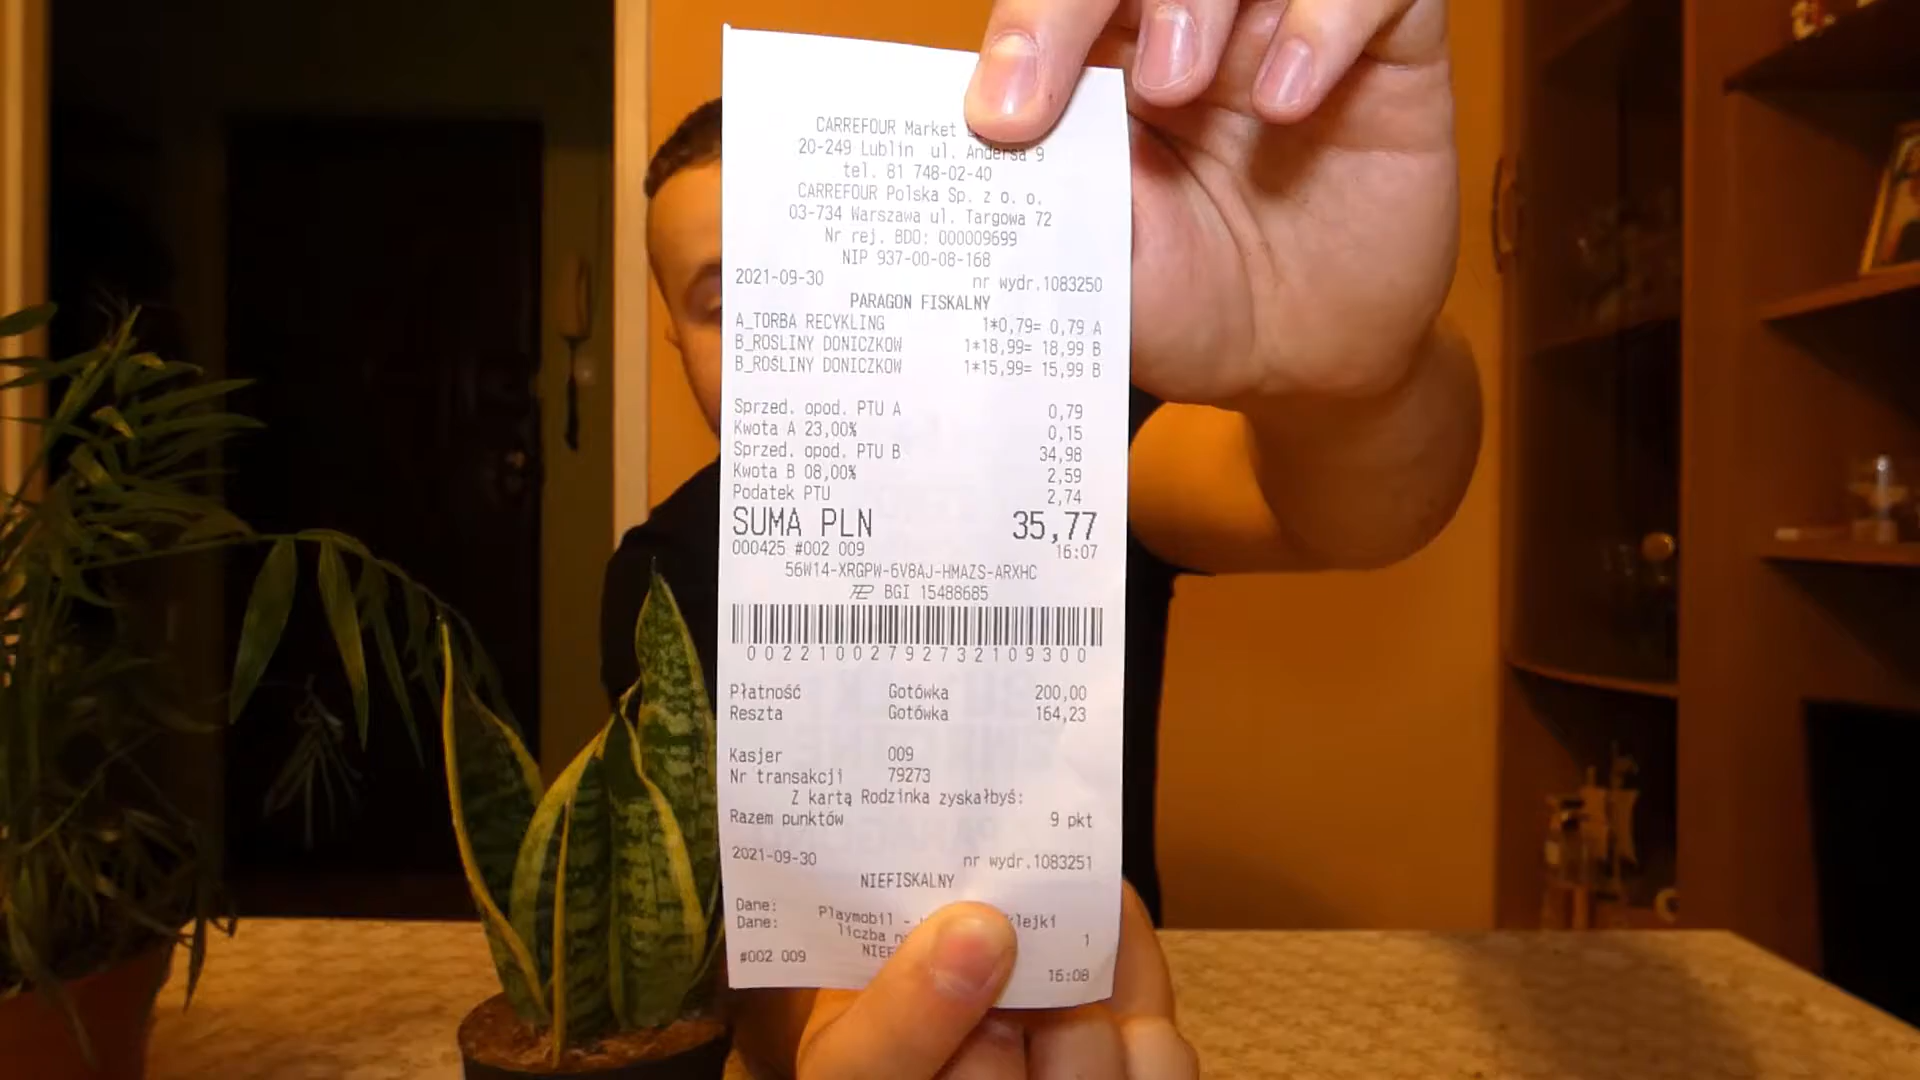 CARREFOUR Market
20-249 Lublin ul. Andersa 9
tel. 81 748-02-40
CARREFOUR Polska Sp. z o. o.
03-734 Warszawa ul. Targowa 72
Nr rej. BDO: 000009699
NIP 937-00-08-168
2021-09-30 nr wydr.1083250
PARAGON FISKALNY
A_TORBA RECYKLING 1*0,79= 0,79 A
B_ROŚLINY DONICZKOW 1*18,99= 18,99 B
B_ROŚLINY DONICZKOW 1*15,99= 15,99 B
Sprzed. opod. PTU A 0,79
Kwota A 23,00% 0,15
Sprzed. opod. PTU B 34,98
Kwota B 08,00% 2,59
Podatek PTU 2,74
SUMA PLN 35,77
000425 #002 009 16:07
56W14-XRGPW-6V8AJ-HMAZS-ARXHC
BGI 15488685
00221002792732109300
Płatność Gotówka 200,00
Reszta Gotówka 164,23
Kasjer 009
Nr transakcji 79273
Z kartą Rodzinka zyskałbyś:
Razem punktów 9 pkt
2021-09-30 nr wydr.1083251
NIEFISKALNY
Dane: Playmobil -
Dane: liczba 1
#002 009 16:08